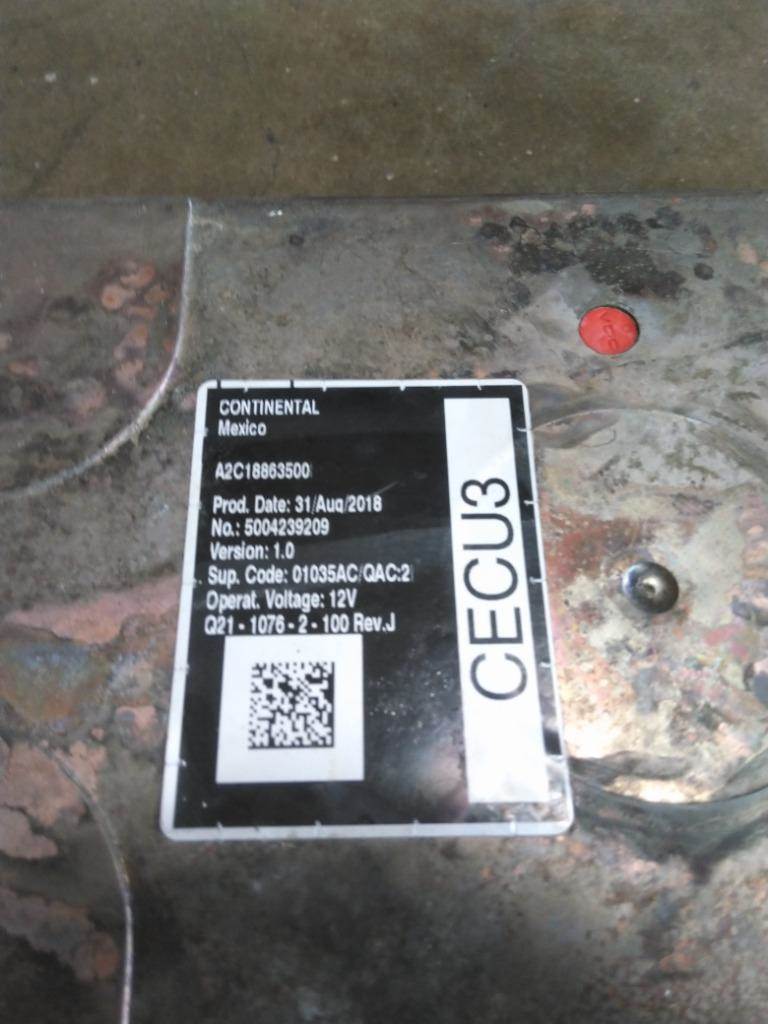 CONTINENTAL
Mexico
A2C18863500
Prod. Date: 31/Aug/2018
No.: 5004239209
Version: 1.0
Sup. Code: 01035AC/QAC:2
Operat. Voltage: 12V
Q21 - 1076 - 2 - 100 Rev.J
CECU3